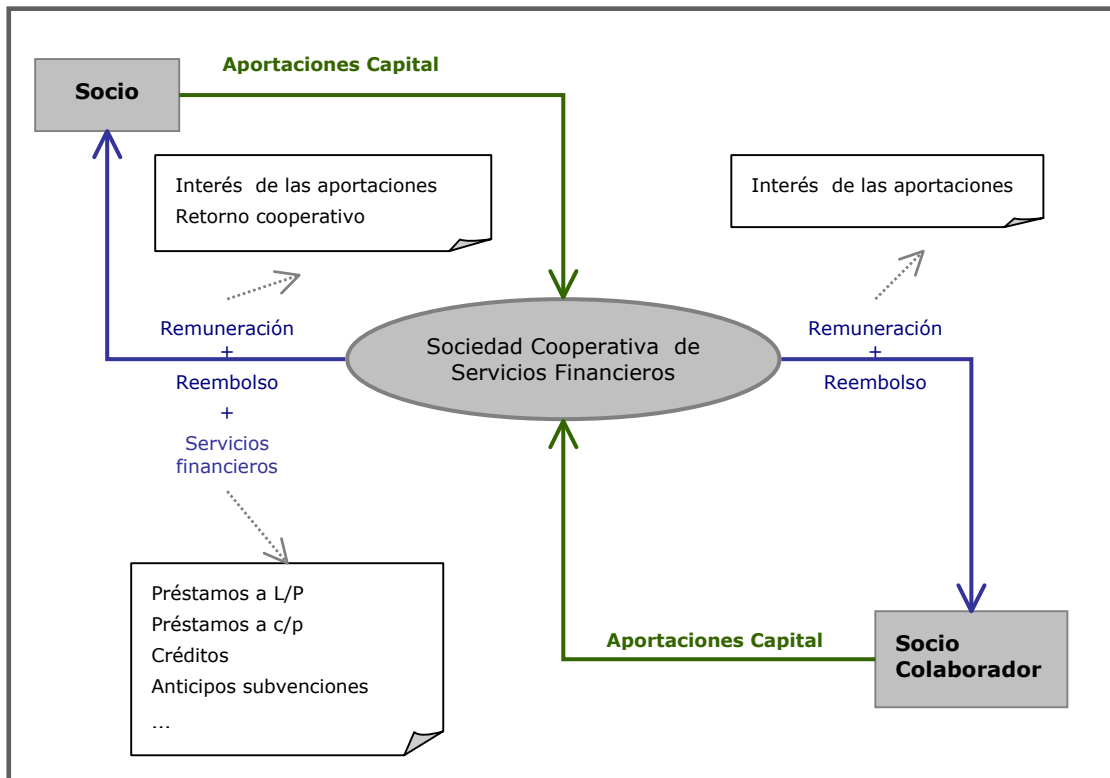 Aportaciones Capital
Socio
Interés de las aportaciones
Retorno cooperativo
Interés de las aportaciones
Remuneración
+
Reembolso
+
Servicios
financieros
Sociedad Cooperativa de
Servicios Financieros
Remuneración
+
Reembolso
Préstamos a L/P
Préstamos a c/p
Créditos
Anticipos subvenciones
...
Aportaciones Capital
Socio
Colaborador